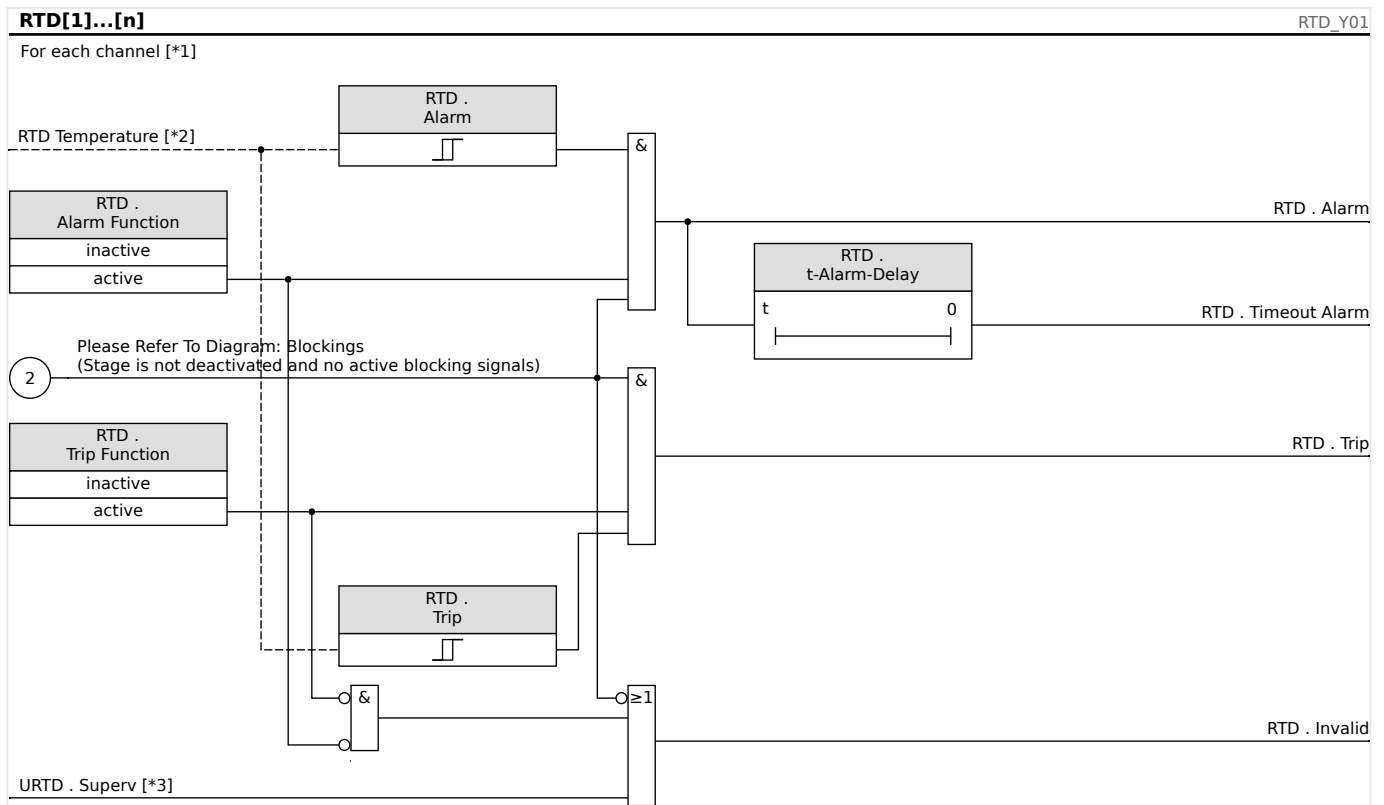 RTD[1]...[n]
RTD_Y01
For each channel [*1]
RTD .
Alarm
RTD Temperature [*2]
&
RTD .
Alarm Function
inactive
active
RTD . Alarm
RTD .
t-Alarm-Delay
t
0
RTD . Timeout Alarm
Please Refer To Diagram: Blockings
(Stage is not deactivated and no active blocking signals)
2
&
RTD .
Trip Function
inactive
active
RTD . Trip
RTD .
Trip
&
≥1
RTD . Invalid
URTD . Superv [*3]